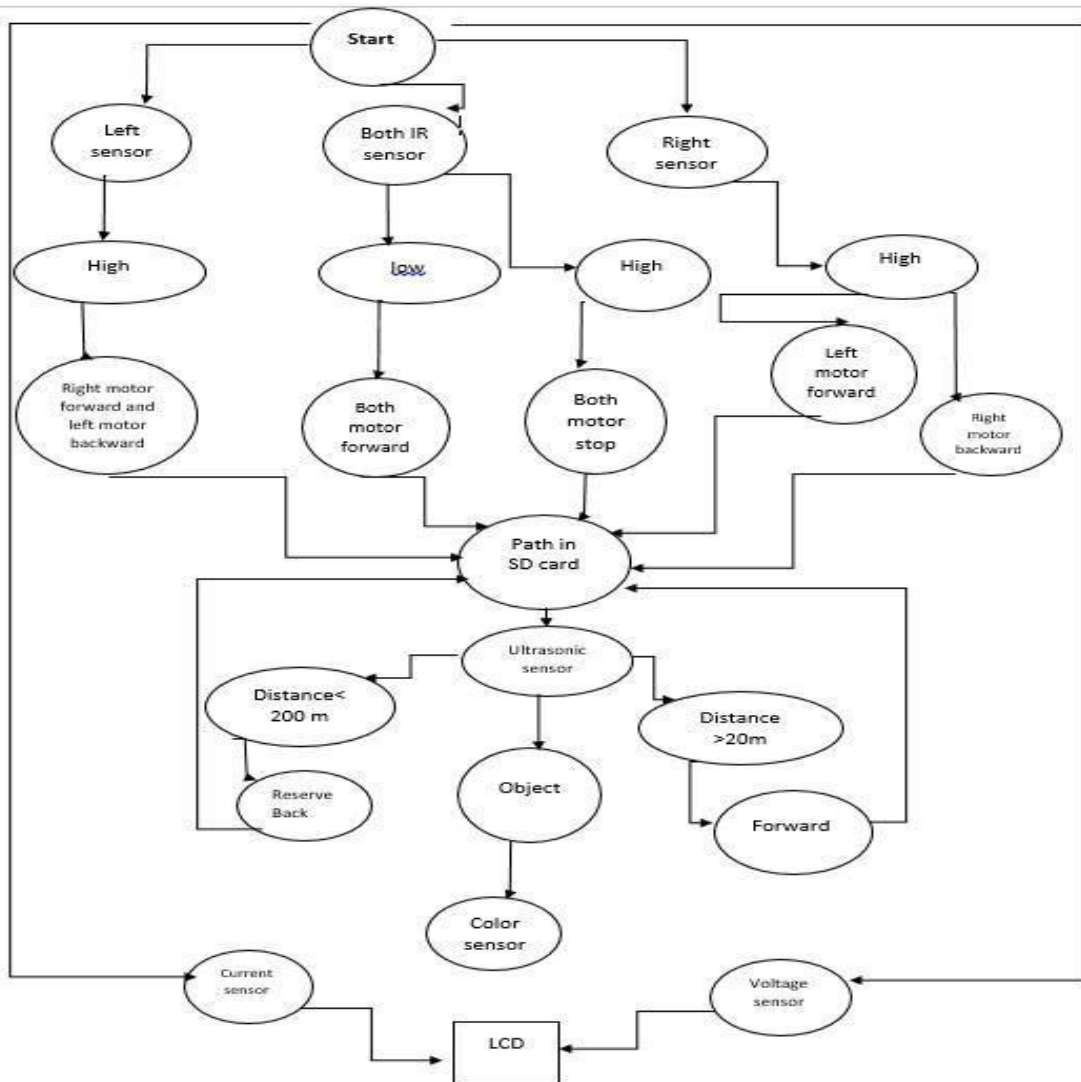 Start
Left
sensor
Both IR
sensor
Right
sensor
High
low
High
High
Right motor
forward and
left motor
backward
Both
motor
forward
Both
motor
stop
Left
motor
forward
Right
motor
backward
Path in
SD card
Ultrasonic
sensor
Distance<
200 m
Distance
>20m
Object
Reserve
Back
Forward
Color
sensor
Current
sensor
Voltage
sensor
LCD